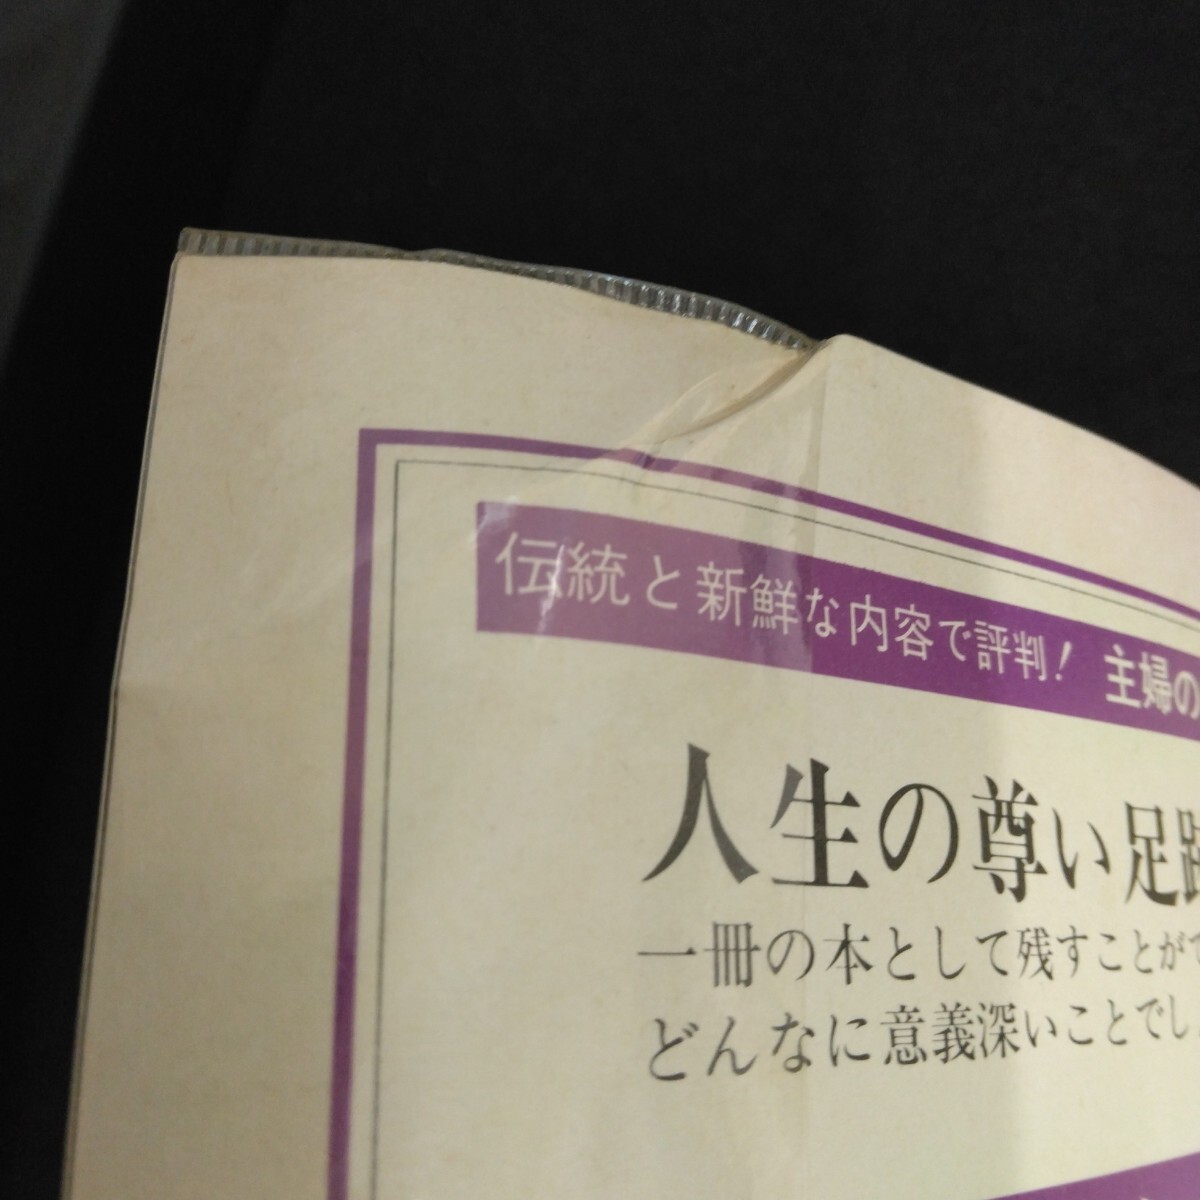 伝統と新鮮な内容で評判! 主婦の
人生の尊い足跡
一冊の本として残すことがで
どんなに意義深いことでし